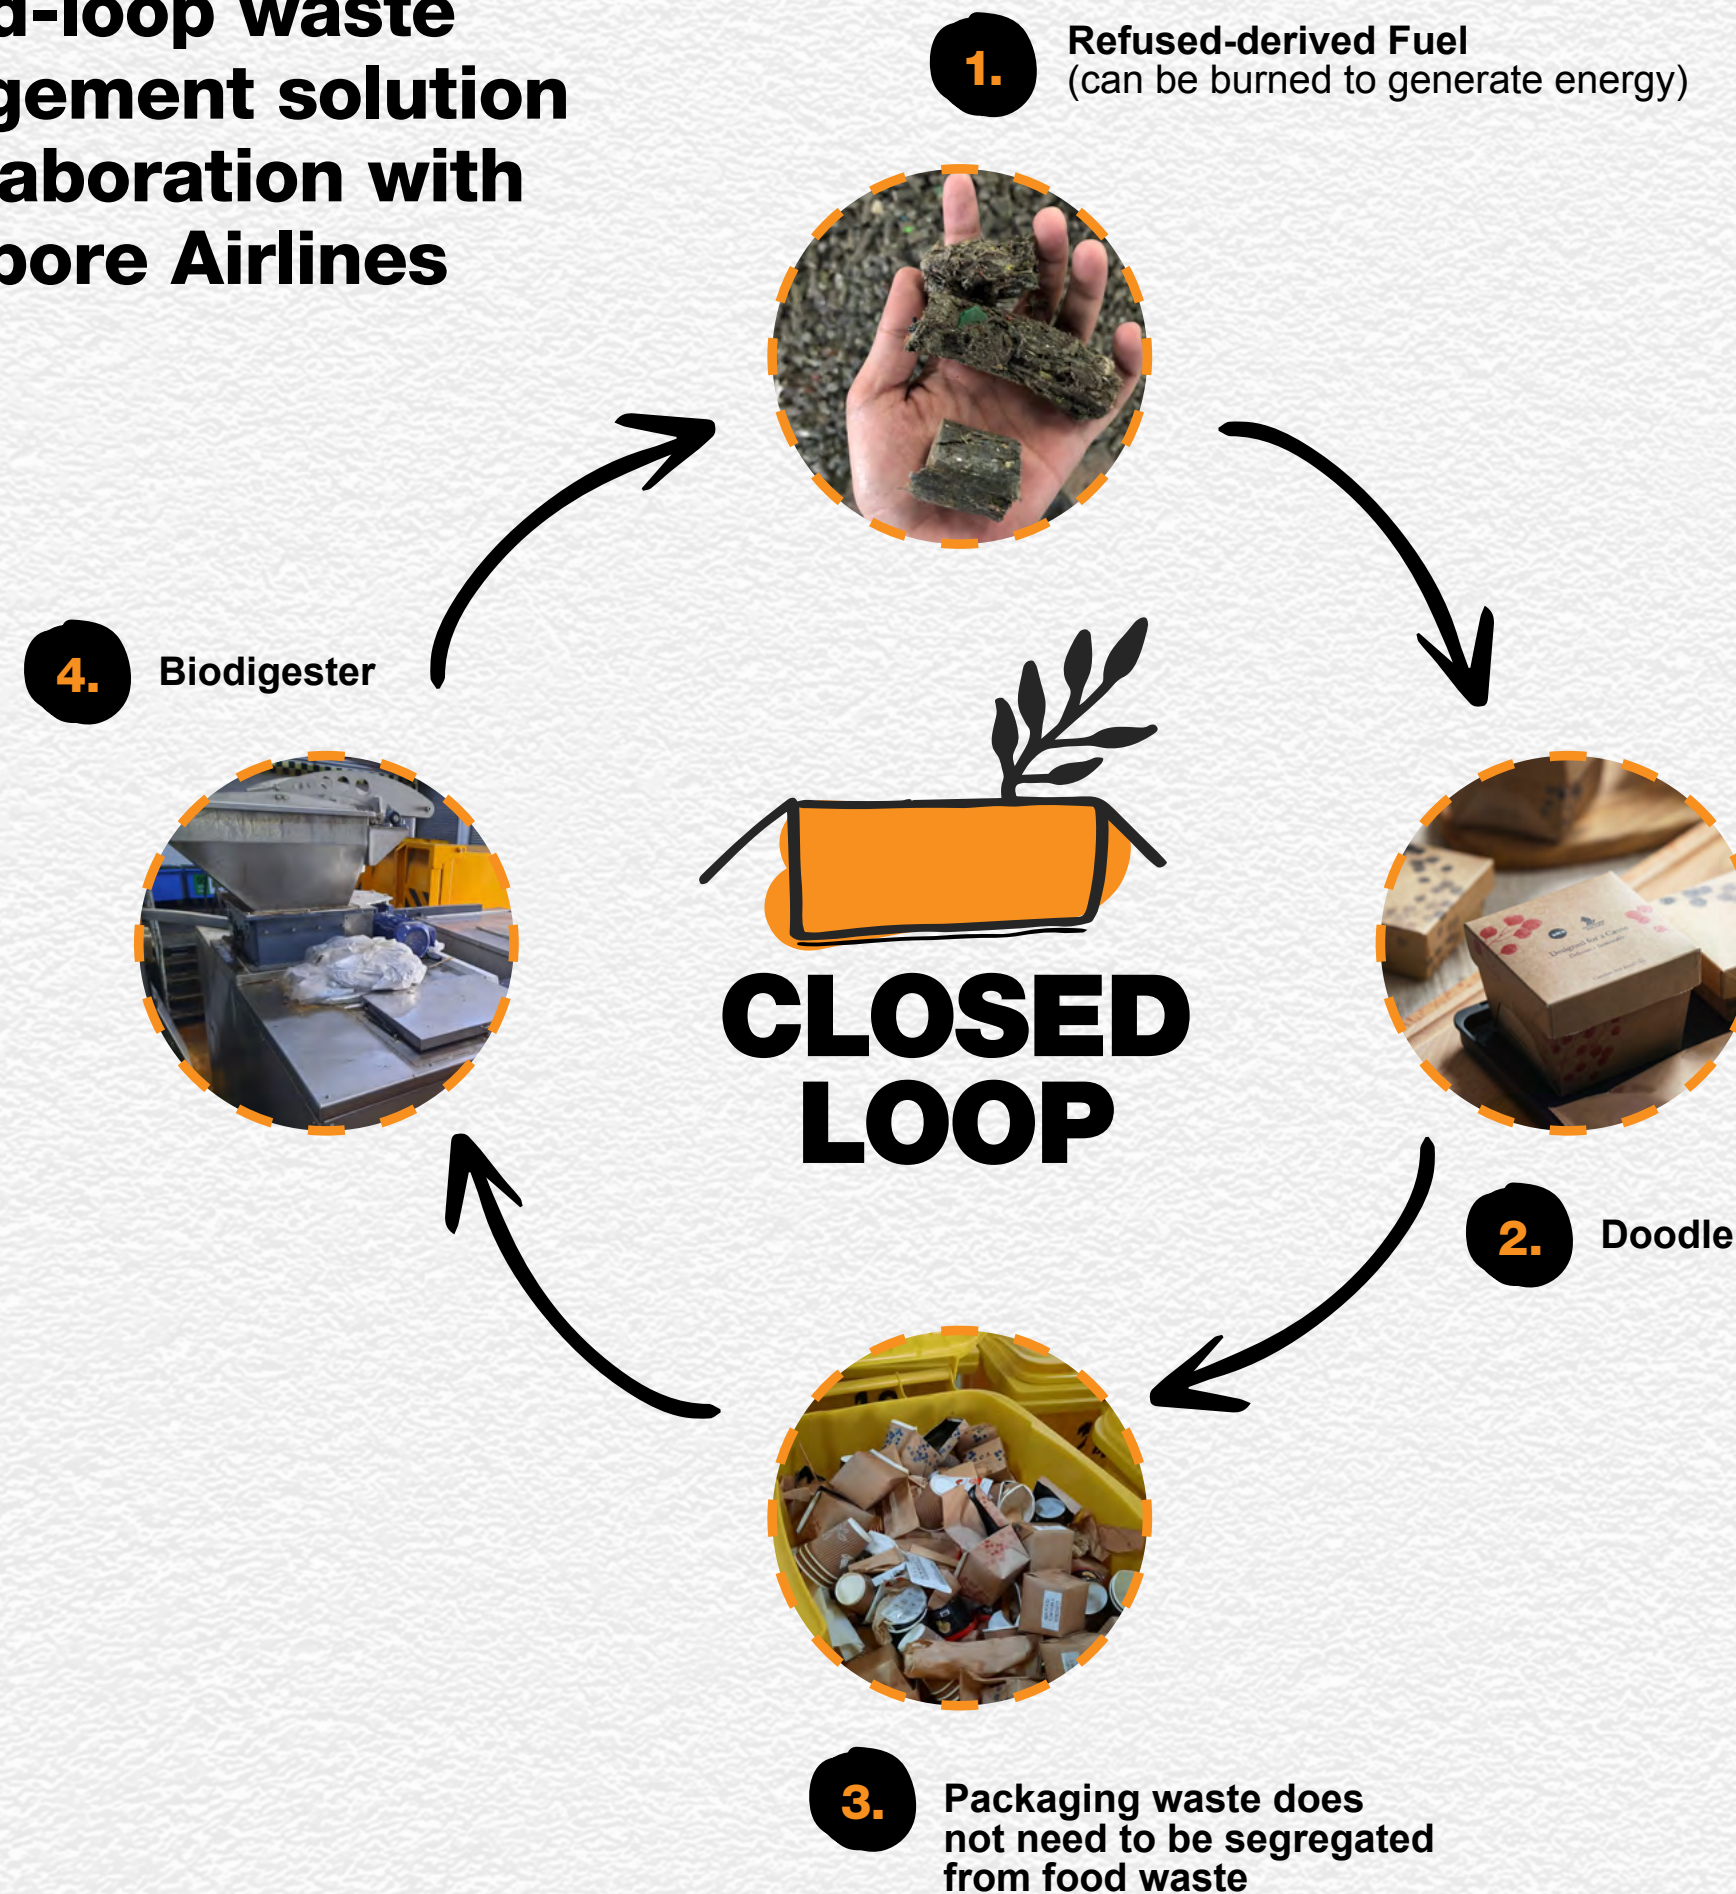 d-loop waste
gement solution
aboration with
pore Airlines
1.
Refused-derived Fuel
(can be burned to generate energy)
4.
Biodigester
CLOSED
LOOP
2.
Doodle
3.
Packaging waste does
not need to be segregated
from food waste